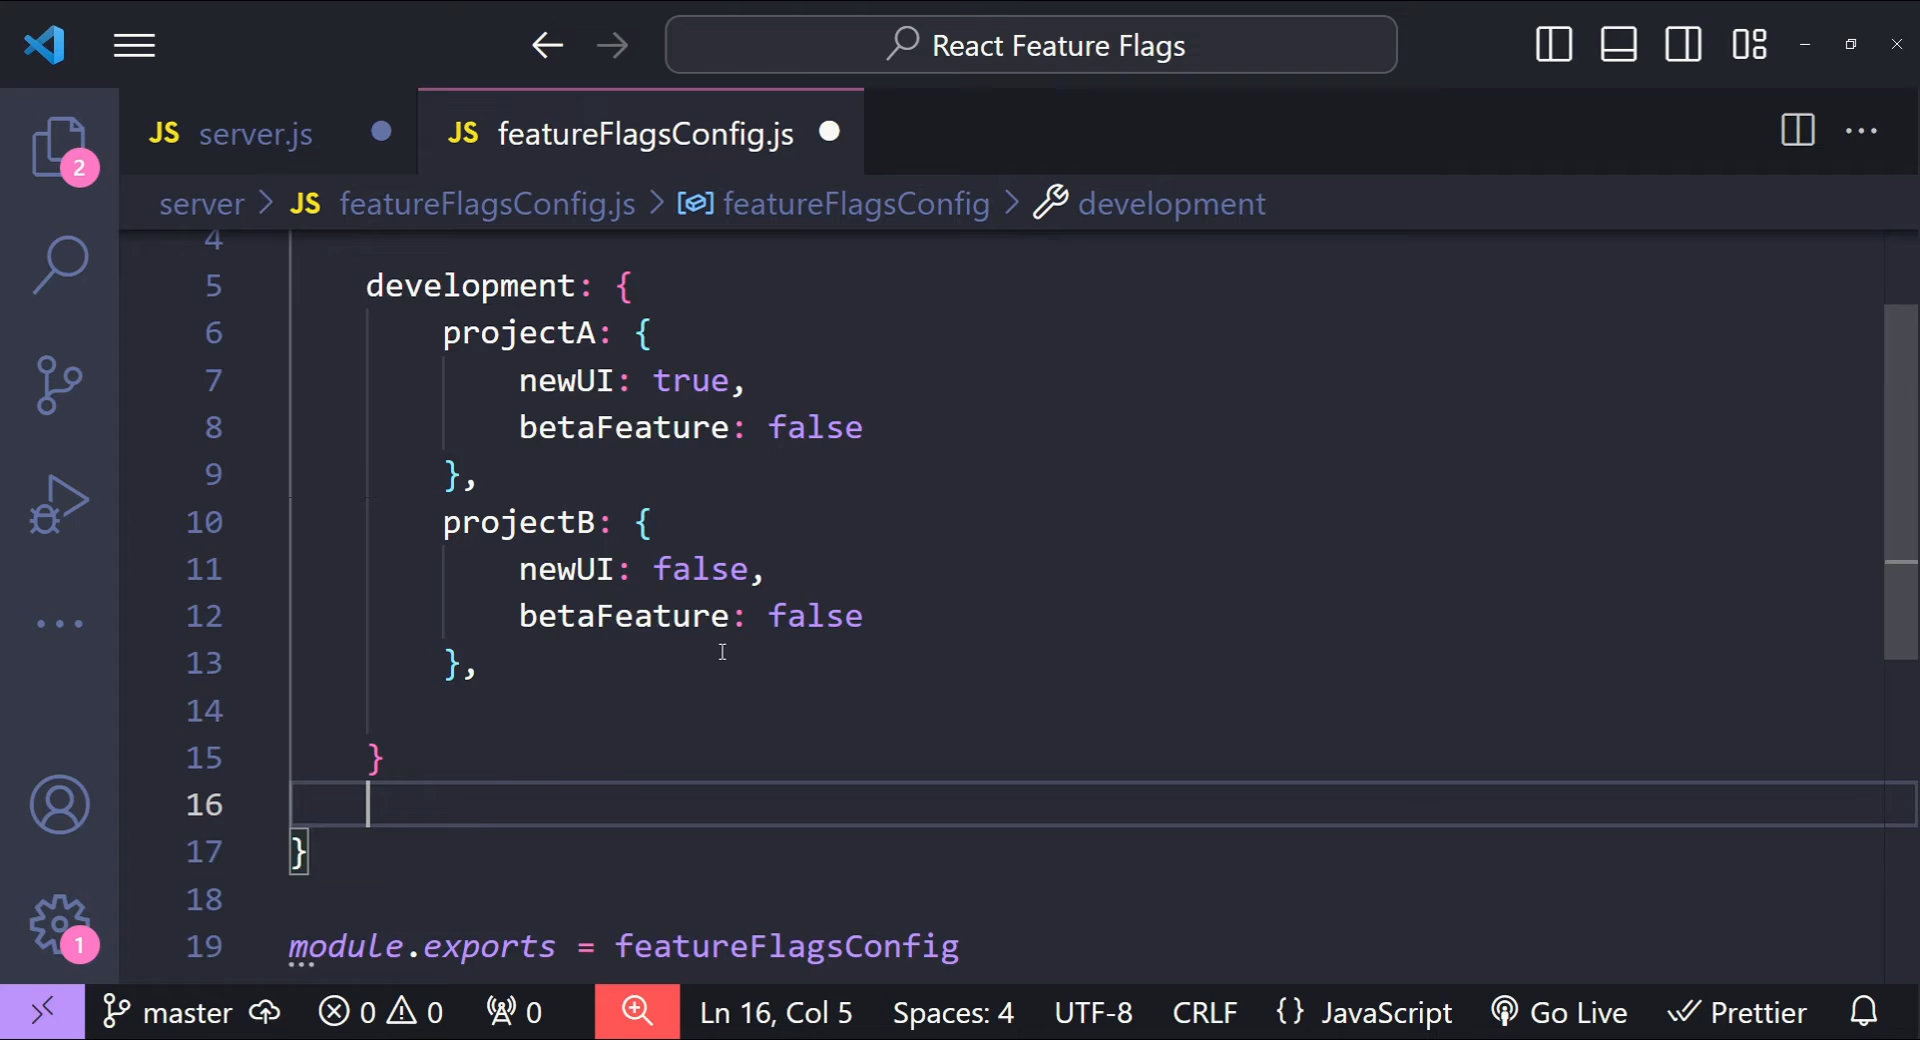 React Feature Flags
JS server.js
JS featureFlagsConfig.js
2
server > JS featureFlagsConfig.js > featureFlagsConfig > development
4
5 development: {
6 projectA: {
7 newUI: true,
8 betaFeature: false
9 },
10 projectB: {
11 newUI: false,
12 betaFeature: false
13 },
14
15 }
16
17 }
18
19 module.exports = featureFlagsConfig
1
master 0 0 0 Ln 16, Col 5 Spaces: 4 UTF-8 CRLF {} JavaScript Go Live Prettier